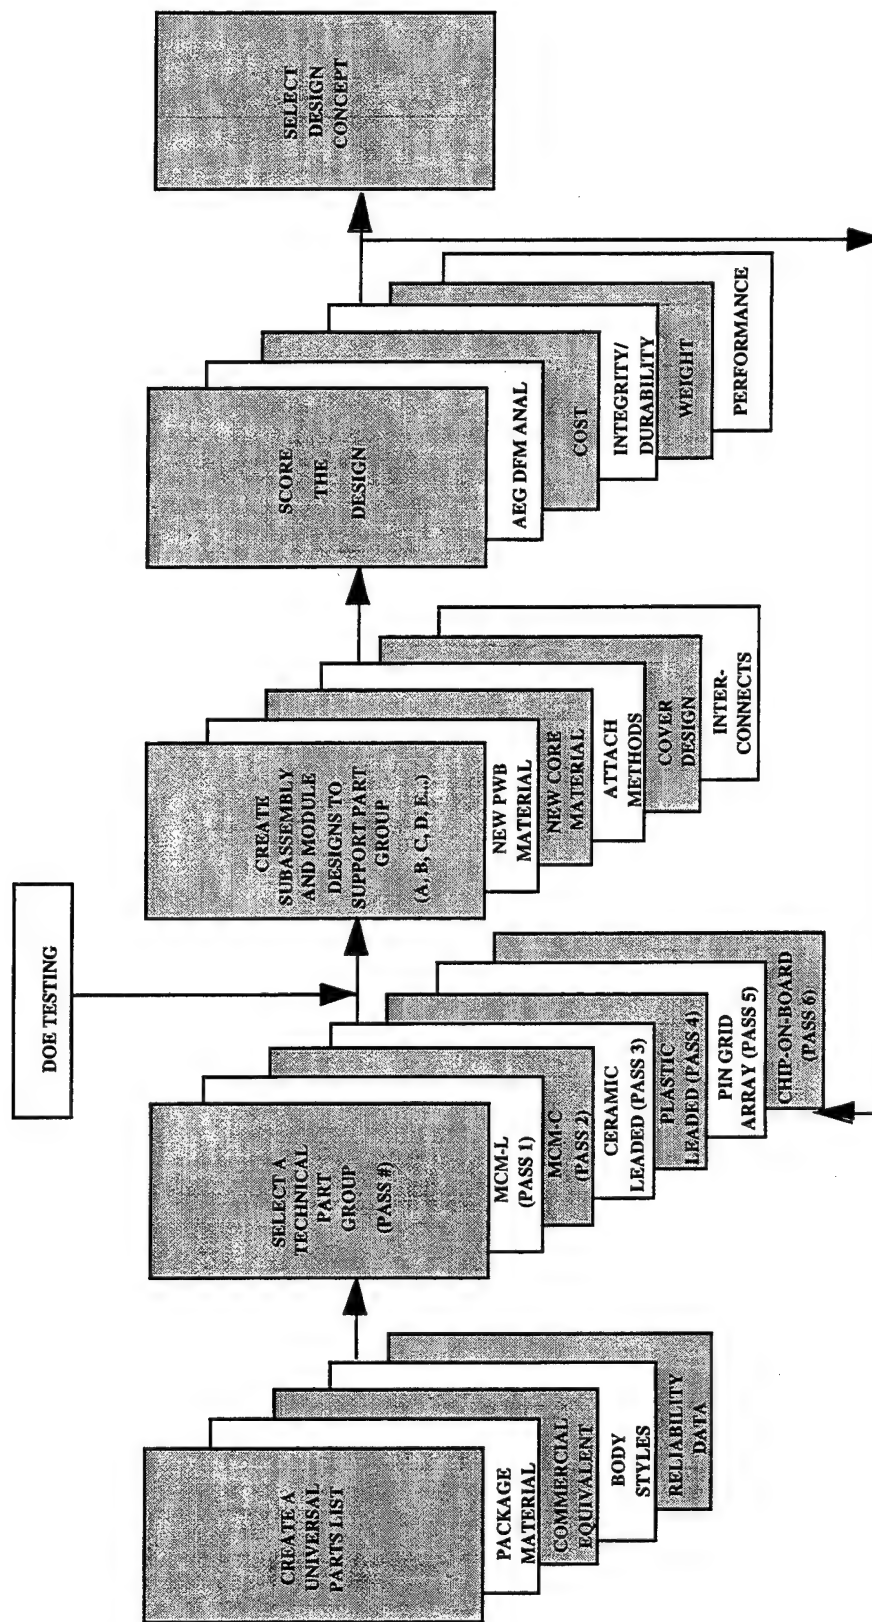 DOE TESTING
CREATE A
UNIVERSAL
PARTS LIST
PACKAGE
MATERIAL
COMMERCIAL
EQUIVALENT
BODY
STYLES
RELIABILITY
DATA
SELECT A
TECHNICAL
PART
GROUP
(PASS #)
MCM-L
(PASS 1)
MCM-C
(PASS 2)
CERAMIC
LEADED (PASS 3)
PLASTIC
LEADED (PASS 4)
PIN GRID
ARRAY (PASS 5)
CHIP-ON-BOARD
(PASS 6)
CREATE
SUBASSEMBLY
AND MODULE
DESIGNS TO
SUPPORT PART
GROUP
(A, B, C, D, E...)
NEW PWB
MATERIAL
NEW CORE
MATERIAL
ATTACH
METHODS
COVER
DESIGN
INTER-
CONNECTS
SCORE
THE
DESIGN
AEG DFM ANAL
COST
INTEGRITY/
DURABILITY
WEIGHT
PERFORMANCE
SELECT
DESIGN
CONCEPT